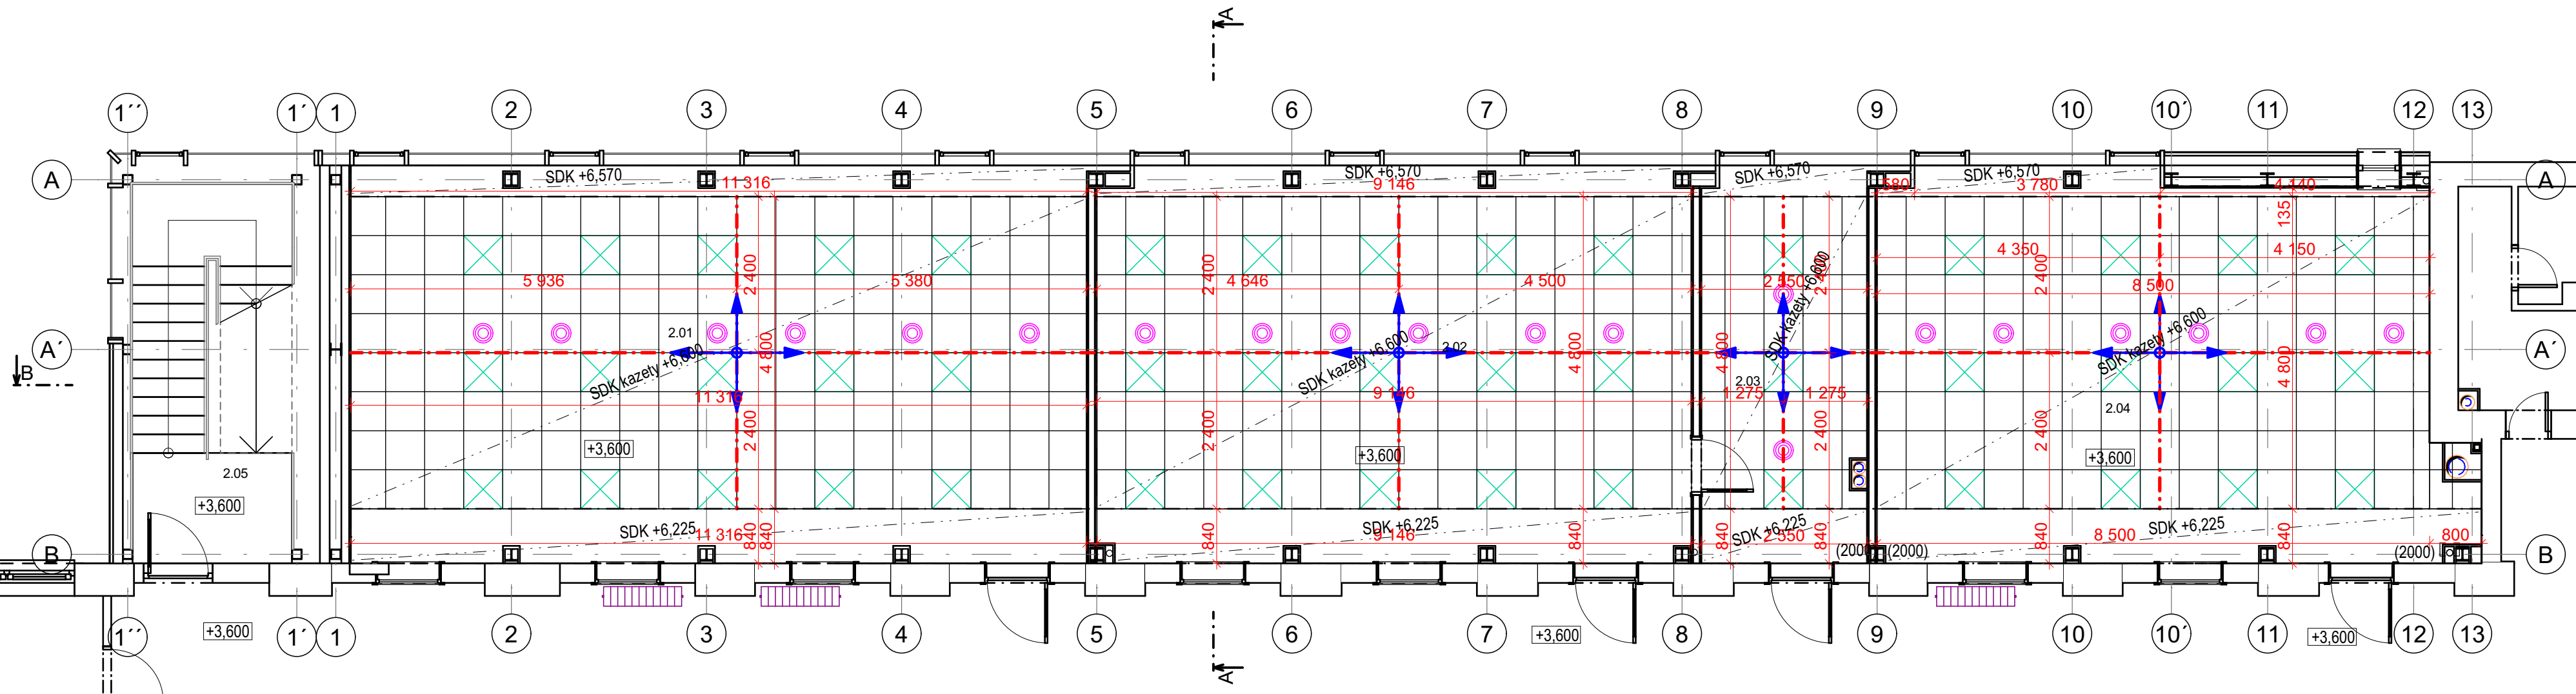 A
1´´ 1´ 1 2 3 4 5 6 7 8 9 10 10´ 11 12 13
A SDK +6,570 SDK +6,570 SDK +6,570 SDK +6,570 A
11 316 9 146 580 3 780 4 140
135
4 350 4 150
2 400 2 400 2 400 2 400
5 936 5 380 4 646 4 500 2 550 8 500
SDK kazety +6,600 SDK kazety +6,600 SDK kazety +6,600 SDK kazety +6,600
2.01 2.02
A´ 4 800 4 800 4 800 4 800 A´
B
2.03
11 316 9 146 1 275 1 275
2.04
2 400 2 400 2 400 2 400
+3,600 +3,600 +3,600
2.05
+3,600
SDK +6,225 SDK +6,225 SDK +6,225 SDK +6,225
11 316 9 146 2 550 8 500 800
840 840 840 840 840 840 840 840
B (2000) (2000) (2000) B
+3,600 +3,600 +3,600
1´´ 1´ 1 2 3 4 5 6 7 8 9 10 10´ 11 12 13
A